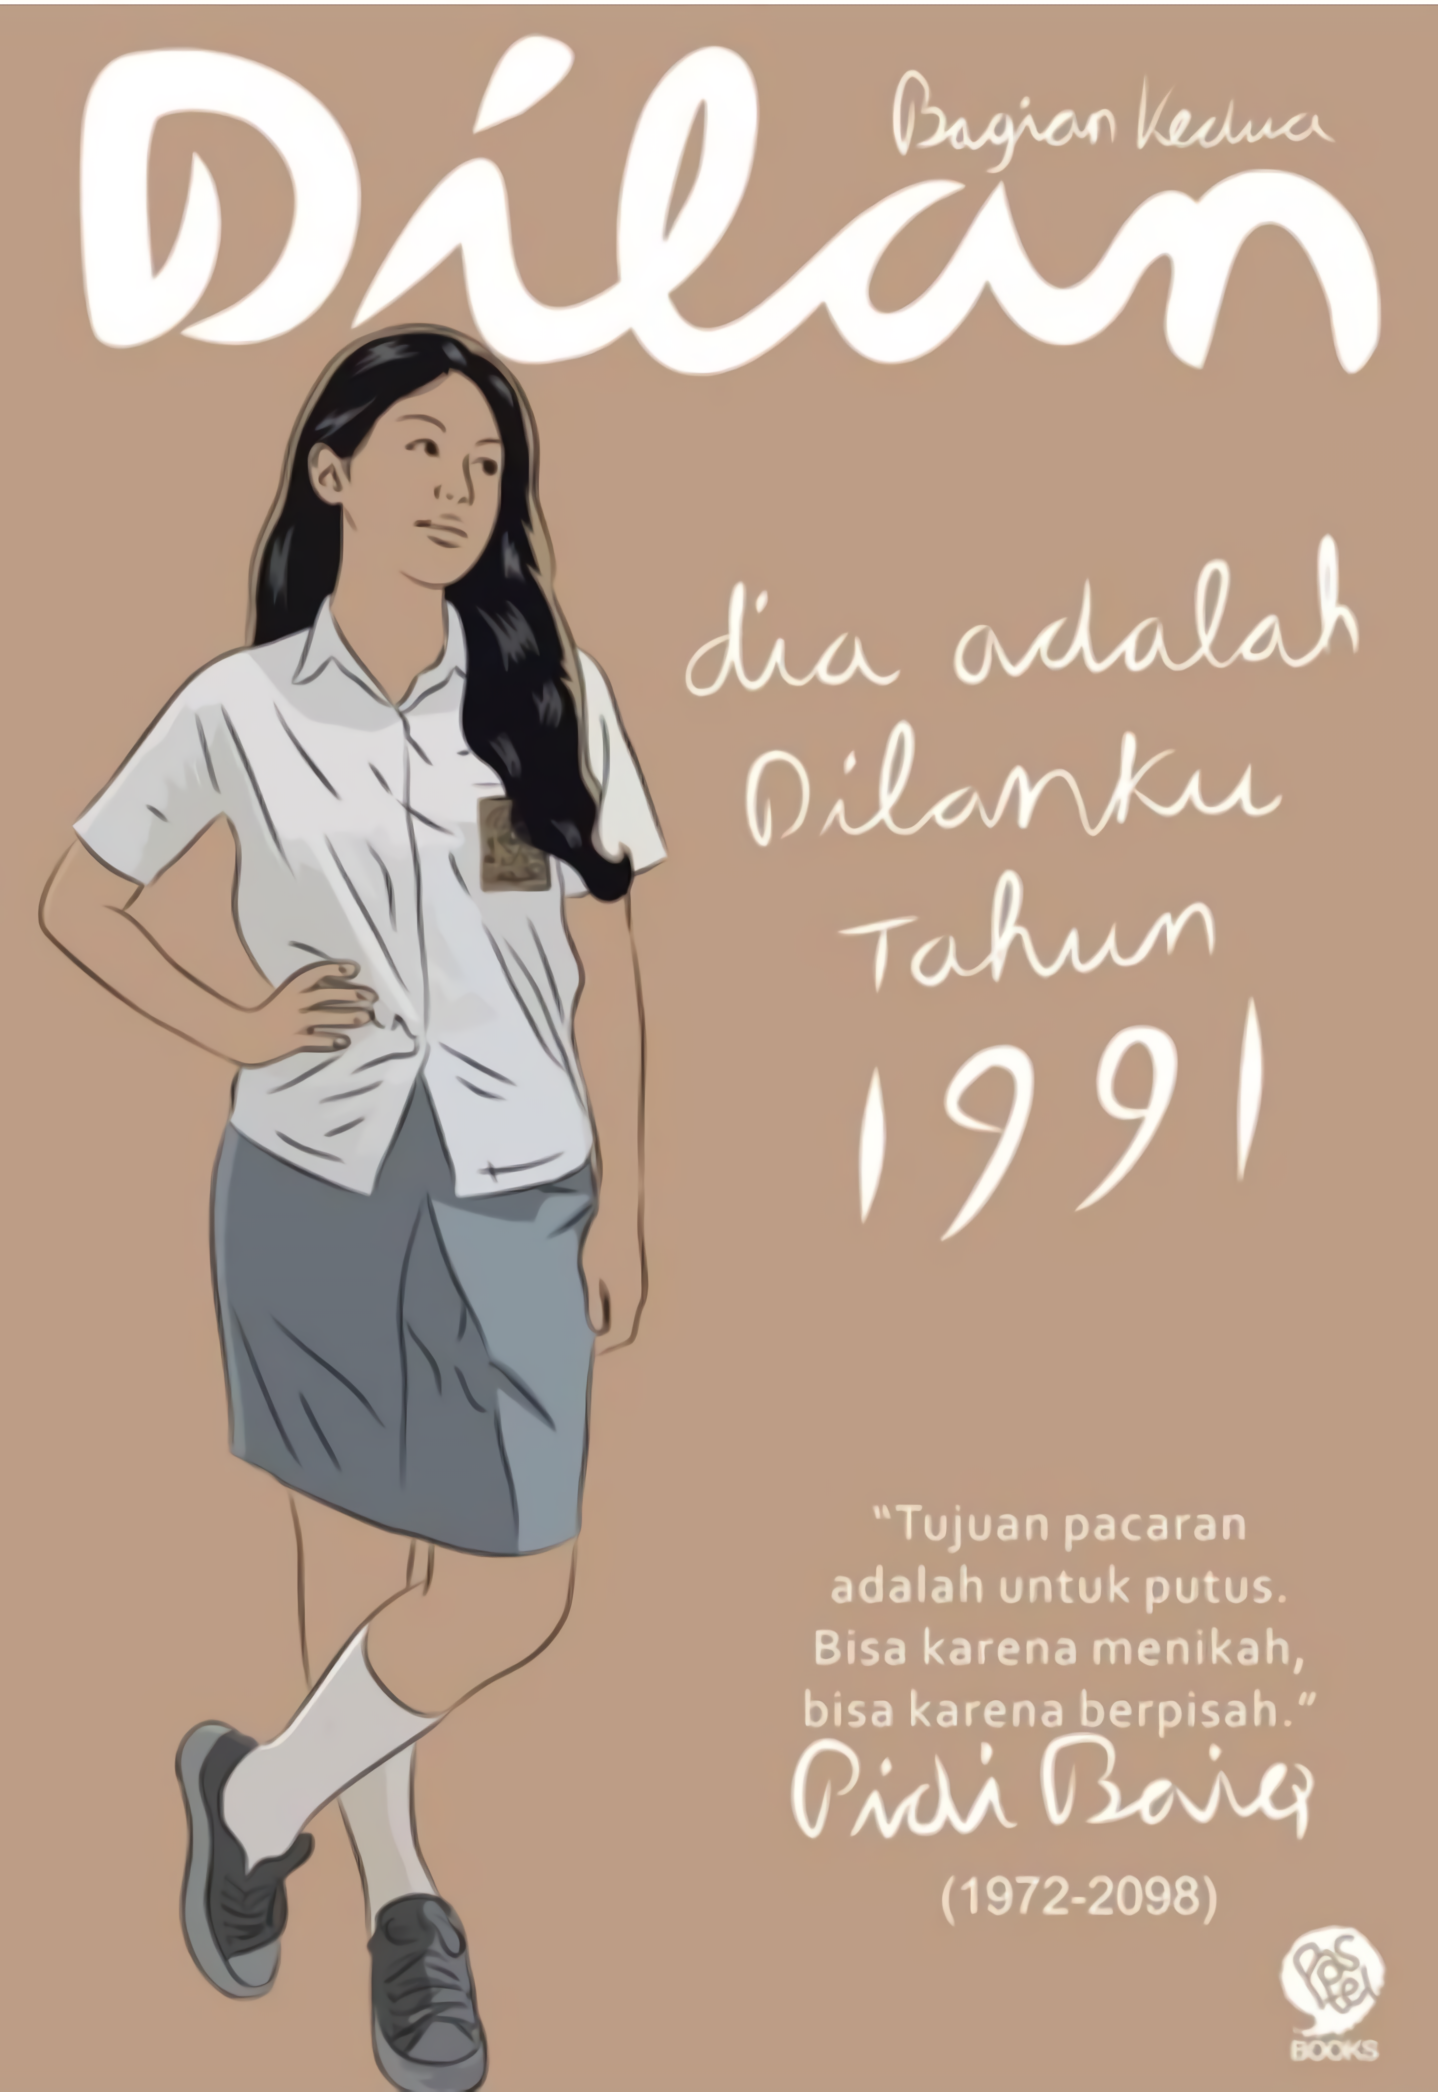 Dilan
Bagian Kedua
dia adalah
Dilanku
Tahun
1991
“Tujuan pacaran
adalah untuk putus.
Bisa karena menikah,
bisa karena berpisah.”
Pidi Baiq
(1972-2098)
Pastel
BOOKS